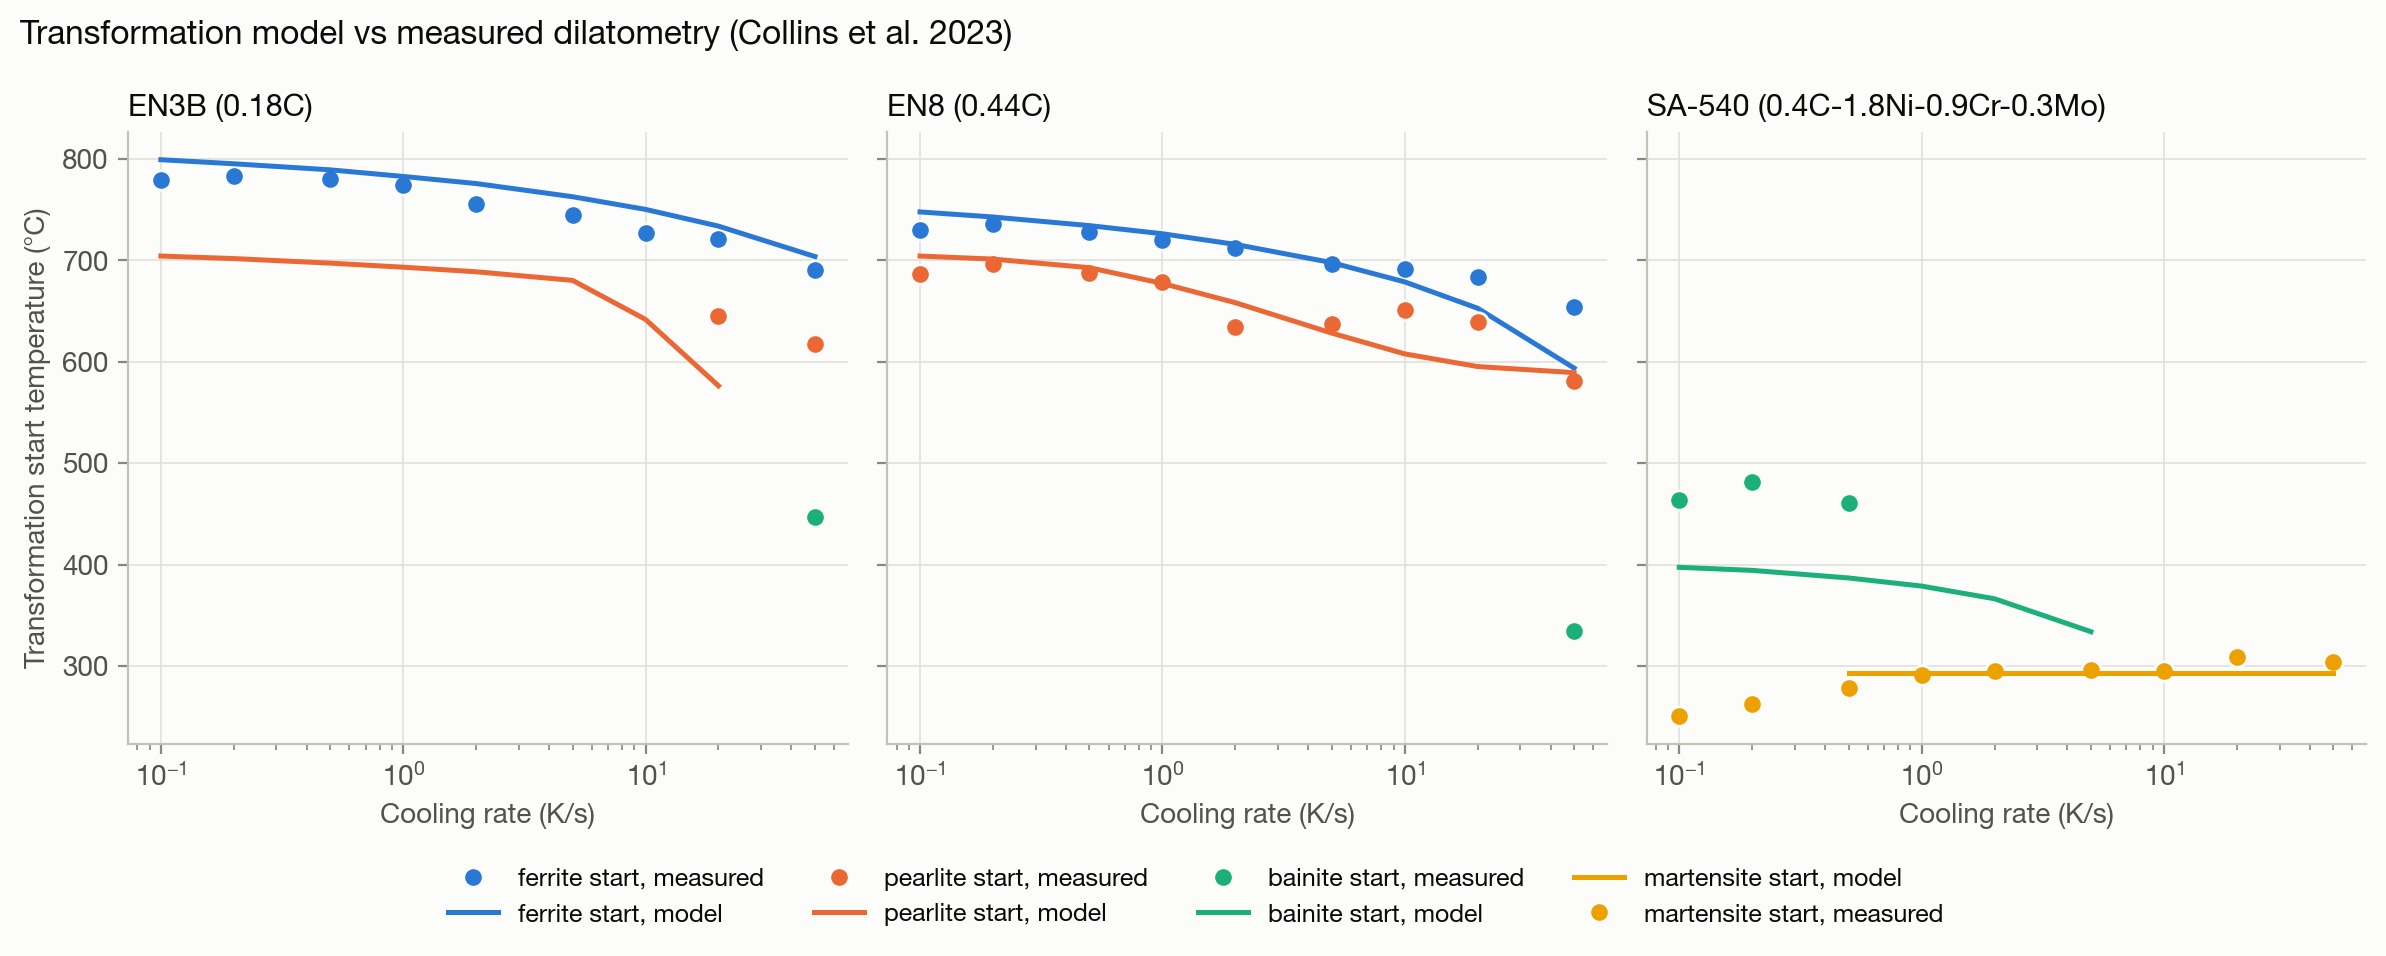 Transformation model vs measured dilatometry (Collins et al. 2023)
EN3B (0.18C)
EN8 (0.44C)
SA-540 (0.4C-1.8Ni-0.9Cr-0.3Mo)
Transformation start temperature (°C)
800
700
600
500
400
300
10⁻¹ 10⁰ 10¹
10⁻¹ 10⁰ 10¹
10⁻¹ 10⁰ 10¹
Cooling rate (K/s)
Cooling rate (K/s)
Cooling rate (K/s)
ferrite start, measured
ferrite start, model
pearlite start, measured
pearlite start, model
bainite start, measured
bainite start, model
martensite start, model
martensite start, measured